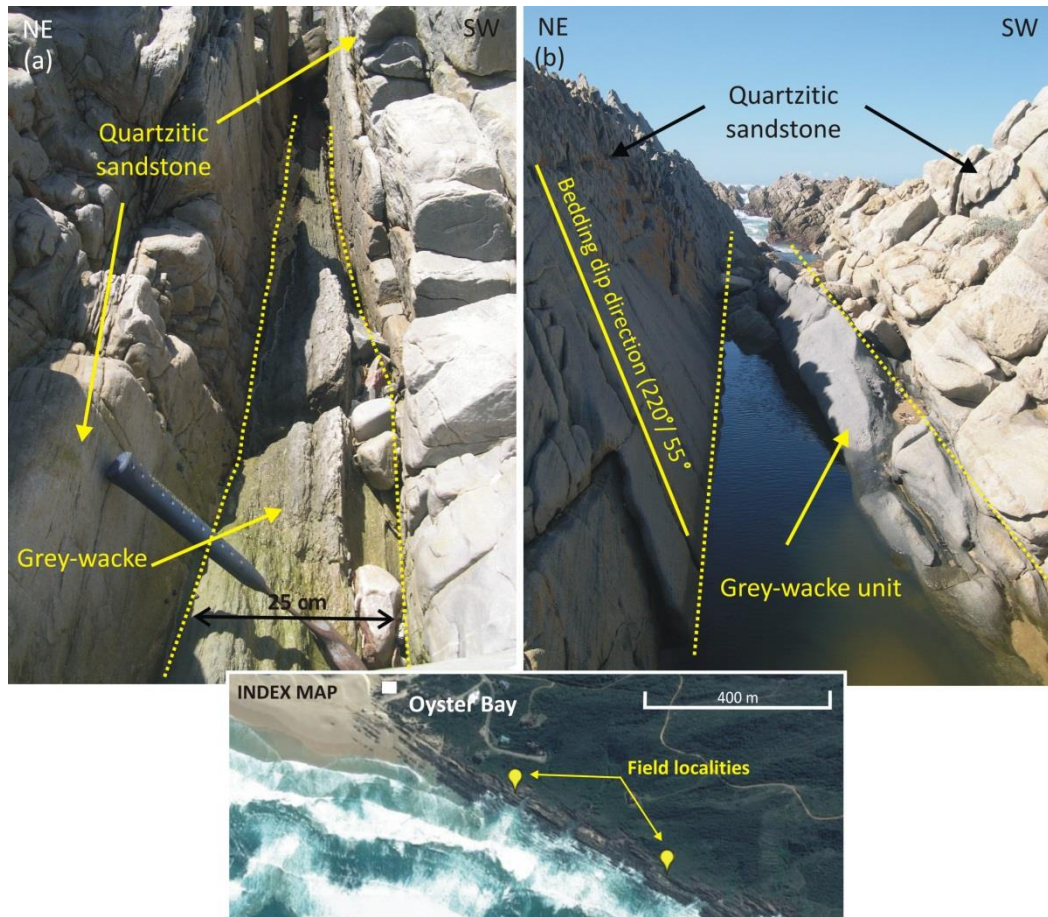 NE
(a)
SW
Quartzitic
sandstone
Grey-wacke
25 cm
NE
(b)
SW
Quartzitic
sandstone
Bedding dip direction (220°/ 55°
Grey-wacke unit
INDEX MAP
Oyster Bay
400 m
Field localities